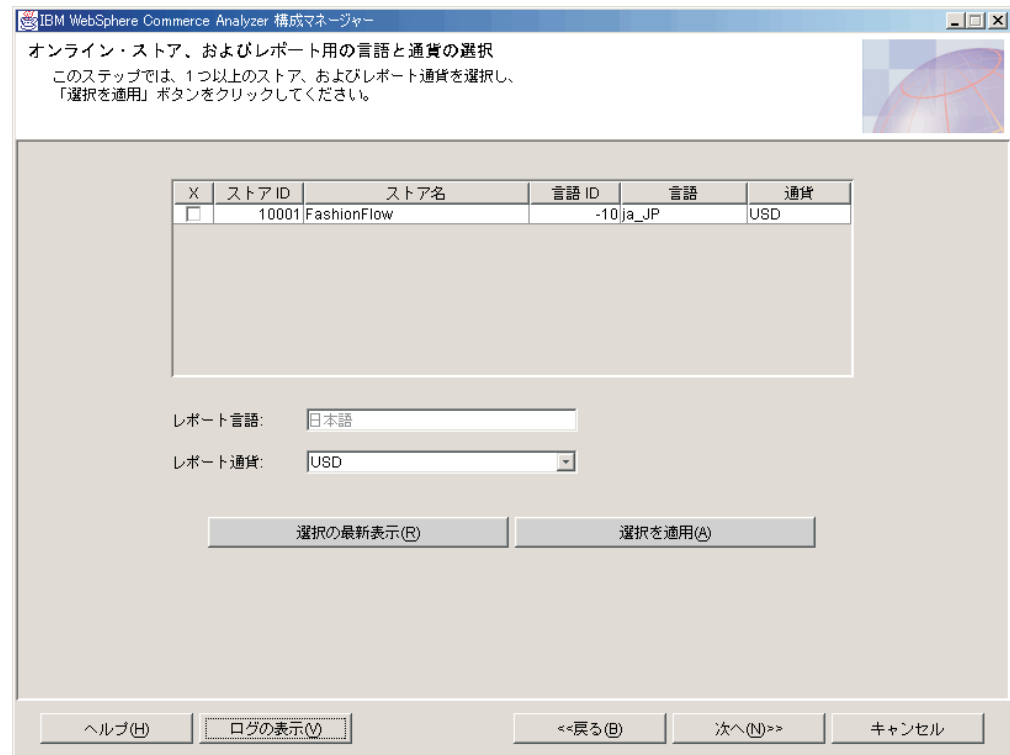 IBM WebSphere Commerce Analyzer 構成マネージャー
オンライン・ストア、およびレポート用の言語と通貨の選択
このステップでは、1つ以上のストア、およびレポート通貨を選択し、
「選択を適用」ボタンをクリックしてください。
X ストア ID ストア名 言語 ID 言語 通貨
10001 FashionFlow -10 ja_JP USD
レポート言語: 日本語
レポート通貨: USD
選択の最新表示(R) 選択を適用(A)
ヘルプ(H) ログの表示(V) <<戻る(B) 次へ(N)>> キャンセル